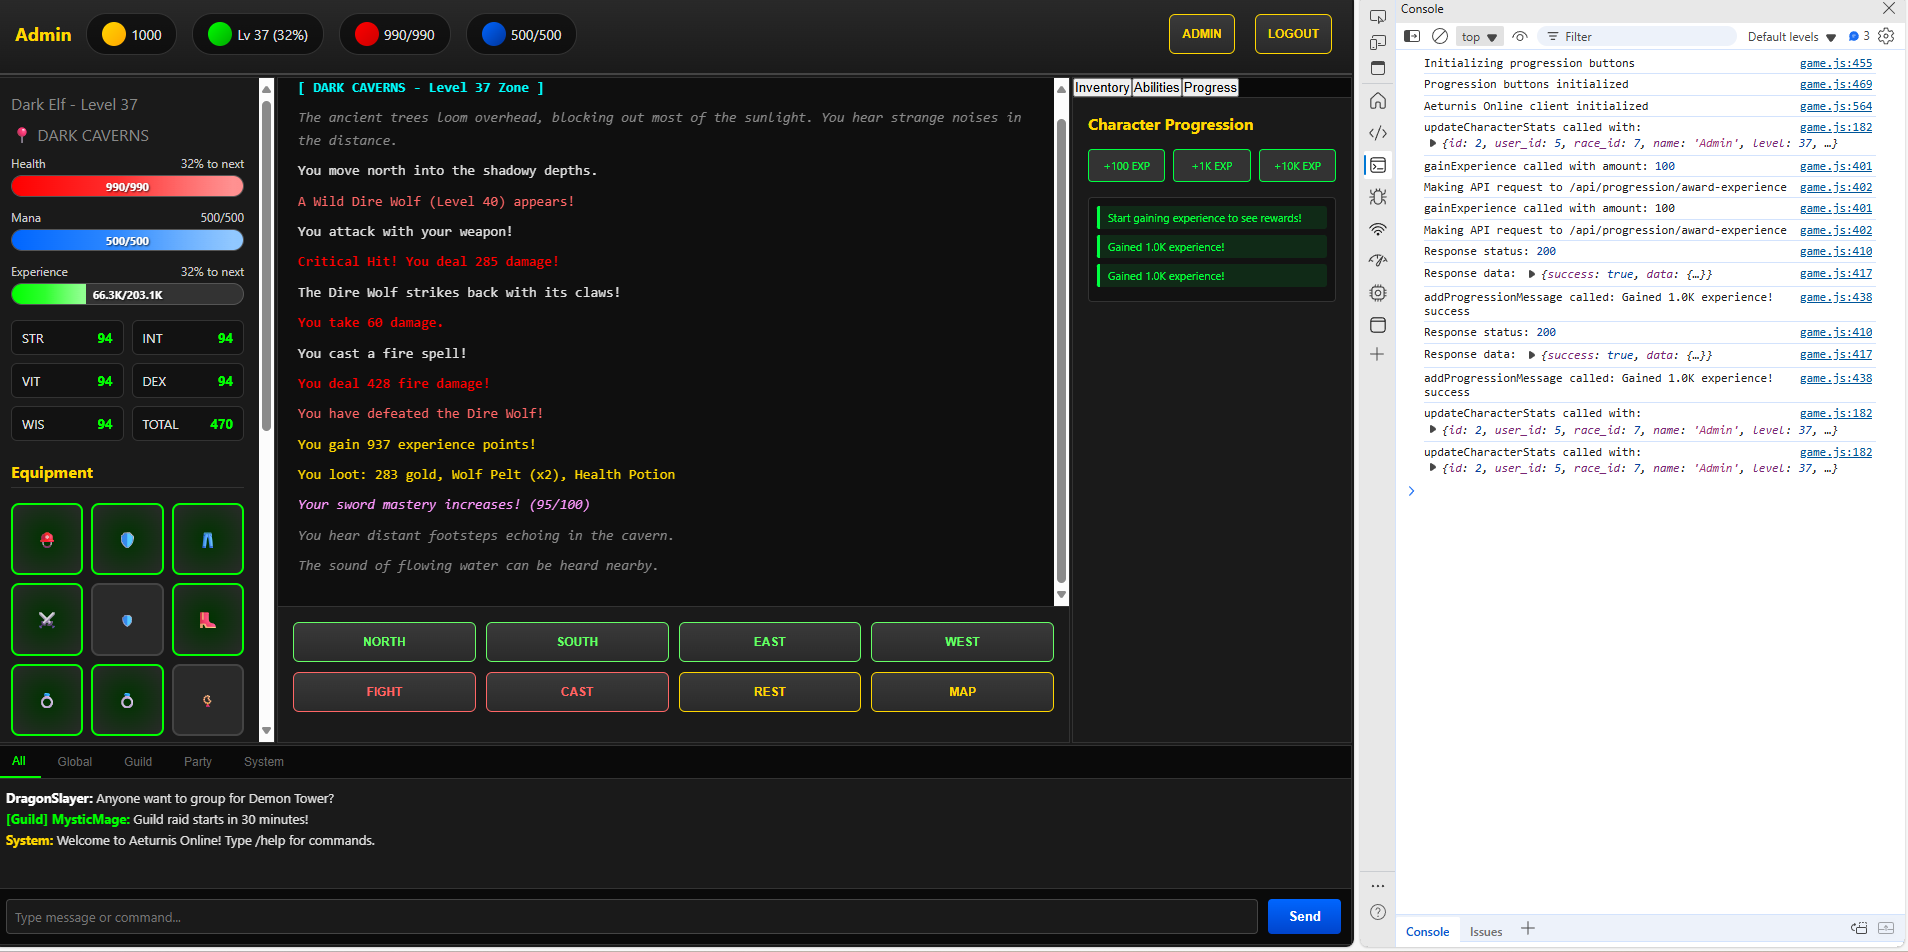 Admin
1000
Lv 37 (32%)
990/990
500/500
ADMIN
LOGOUT
Dark Elf - Level 37
DARK CAVERNS
Health 32% to next
990/990
Mana 500/500
500/500
Experience 32% to next
66.3K/203.1K
STR 94 INT 94
VIT 94 DEX 94
WIS 94 TOTAL 470
Equipment
[ DARK CAVERNS - Level 37 Zone ]
The ancient trees loom overhead, blocking out most of the sunlight. You hear strange noises in
the distance.
You move north into the shadowy depths.
A Wild Dire Wolf (Level 40) appears!
You attack with your weapon!
Critical Hit! You deal 285 damage!
The Dire Wolf strikes back with its claws!
You take 60 damage.
You cast a fire spell!
You deal 428 fire damage!
You have defeated the Dire Wolf!
You gain 937 experience points!
You loot: 283 gold, Wolf Pelt (x2), Health Potion
Your sword mastery increases! (95/100)
You hear distant footsteps echoing in the cavern.
The sound of flowing water can be heard nearby.
NORTH SOUTH EAST WEST
FIGHT CAST REST MAP
Inventory Abilities Progress
Character Progression
+100 EXP +1K EXP +10K EXP
Start gaining experience to see rewards!
Gained 1.0K experience!
Gained 1.0K experience!
All Global Guild Party System
DragonSlayer: Anyone want to group for Demon Tower?
[Guild] MysticMage: Guild raid starts in 30 minutes!
System: Welcome to Aeturnis Online! Type /help for commands.
Type message or command...
Send
Console
top Filter Default levels 3
Initializing progression buttons game.js:455
Progression buttons initialized game.js:469
Aeturnis Online client initialized game.js:564
updateCharacterStats called with: game.js:182
{id: 2, user_id: 5, race_id: 7, name: 'Admin', level: 37, …}
gainExperience called with amount: 100 game.js:401
Making API request to /api/progression/award-experience game.js:402
gainExperience called with amount: 100 game.js:401
Making API request to /api/progression/award-experience game.js:402
Response status: 200 game.js:410
Response data: {success: true, data: {…}} game.js:417
addProgressionMessage called: Gained 1.0K experience! game.js:438
success
Response status: 200 game.js:410
Response data: {success: true, data: {…}} game.js:417
addProgressionMessage called: Gained 1.0K experience! game.js:438
success
updateCharacterStats called with: game.js:182
{id: 2, user_id: 5, race_id: 7, name: 'Admin', level: 37, …}
updateCharacterStats called with: game.js:182
{id: 2, user_id: 5, race_id: 7, name: 'Admin', level: 37, …}
Console Issues